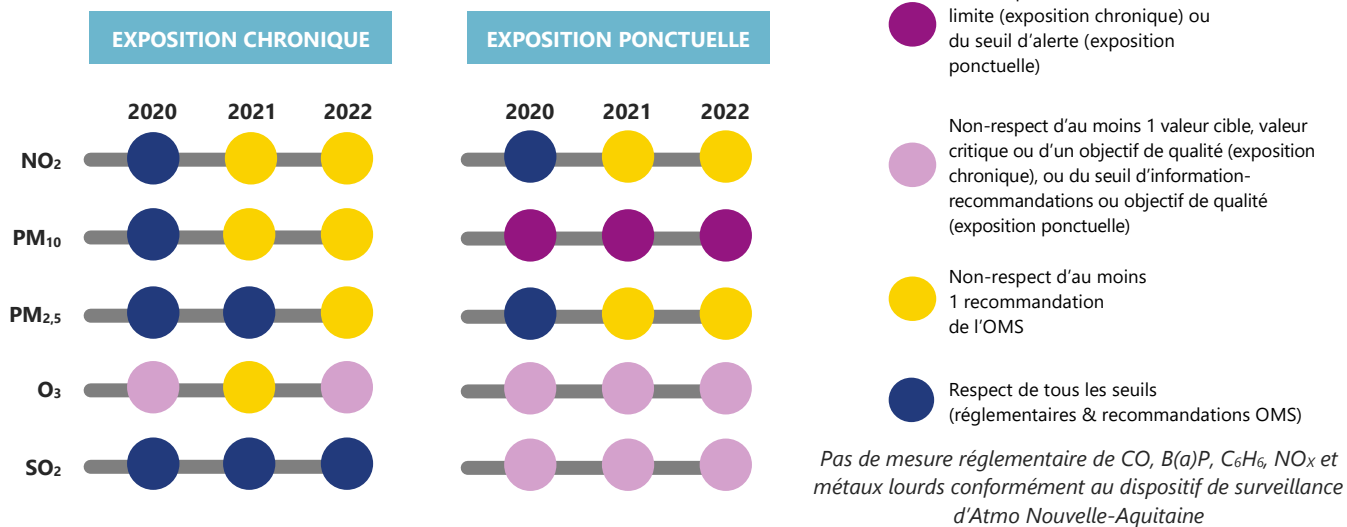 EXPOSITION CHRONIQUE
2020 2021 2022
NO₂
PM₁₀
PM₂,₅
O₃
SO₂
EXPOSITION PONCTUELLE
2020 2021 2022
limite (exposition chronique) ou
du seuil d'alerte (exposition
ponctuelle)
Non-respect d'au moins 1 valeur cible, valeur
critique ou d'un objectif de qualité (exposition
chronique), ou du seuil d'information-
recommandations ou objectif de qualité
(exposition ponctuelle)
Non-respect d'au moins
1 recommandation
de l'OMS
Respect de tous les seuils
(réglementaires & recommandations OMS)
Pas de mesure réglementaire de CO, B(a)P, C₆H₆, NOₓ et
métaux lourds conformément au dispositif de surveillance
d'Atmo Nouvelle-Aquitaine